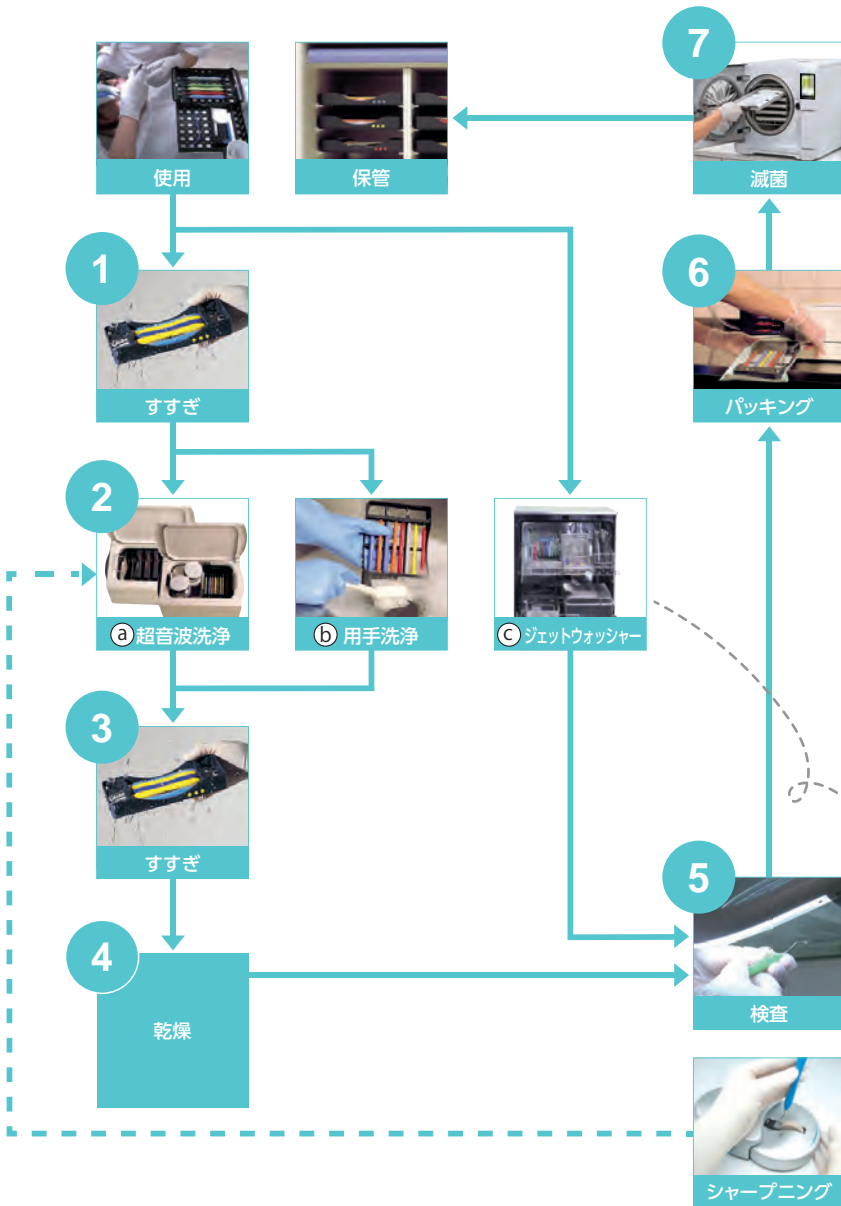 使用
保管
7
滅菌
1
すすぎ
6
パッキング
2
ⓐ超音波洗浄
ⓑ用手洗浄
ⓒジェットウォッシャー
3
すすぎ
4
乾燥
5
検査
シャープニング